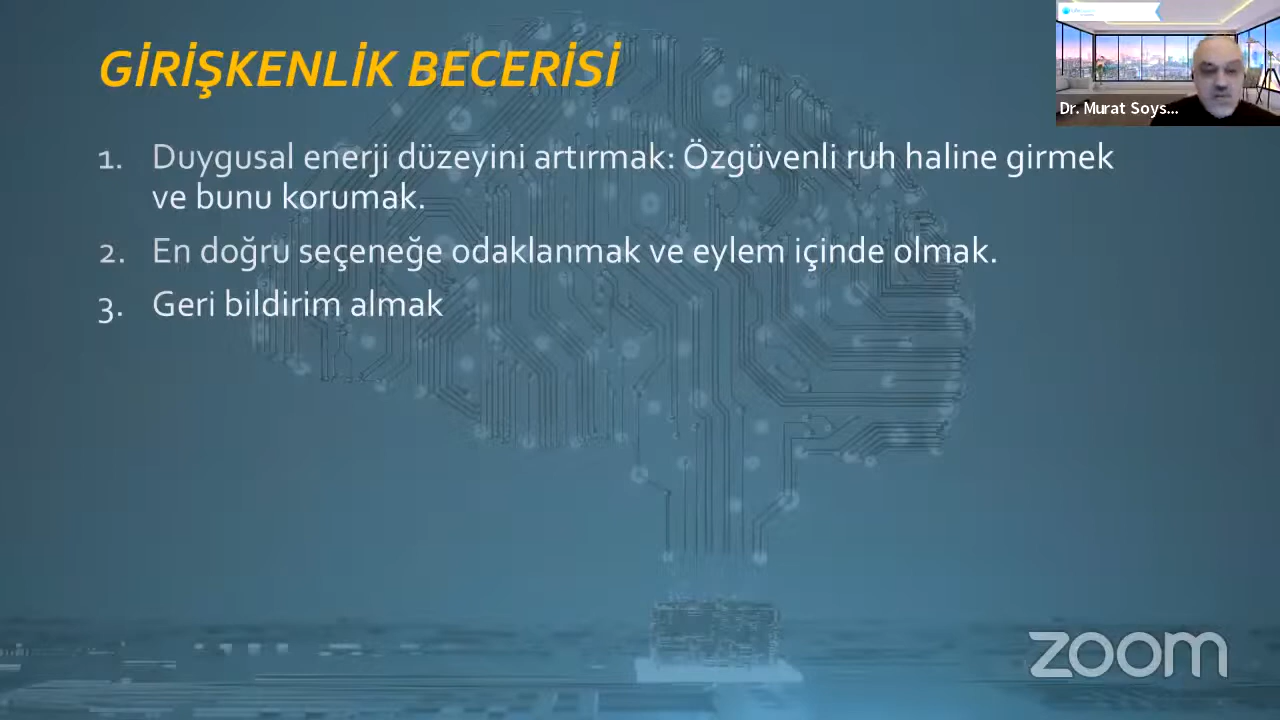 GİRİŞKENLİK BECERİSİ
Dr. Murat Soys...
1. Duygusal enerji düzeyini artırmak: Özgüvenli ruh haline girmek
ve bunu korumak.
2. En doğru seçeneğe odaklanmak ve eylem içinde olmak.
3. Geri bildirim almak
zoom